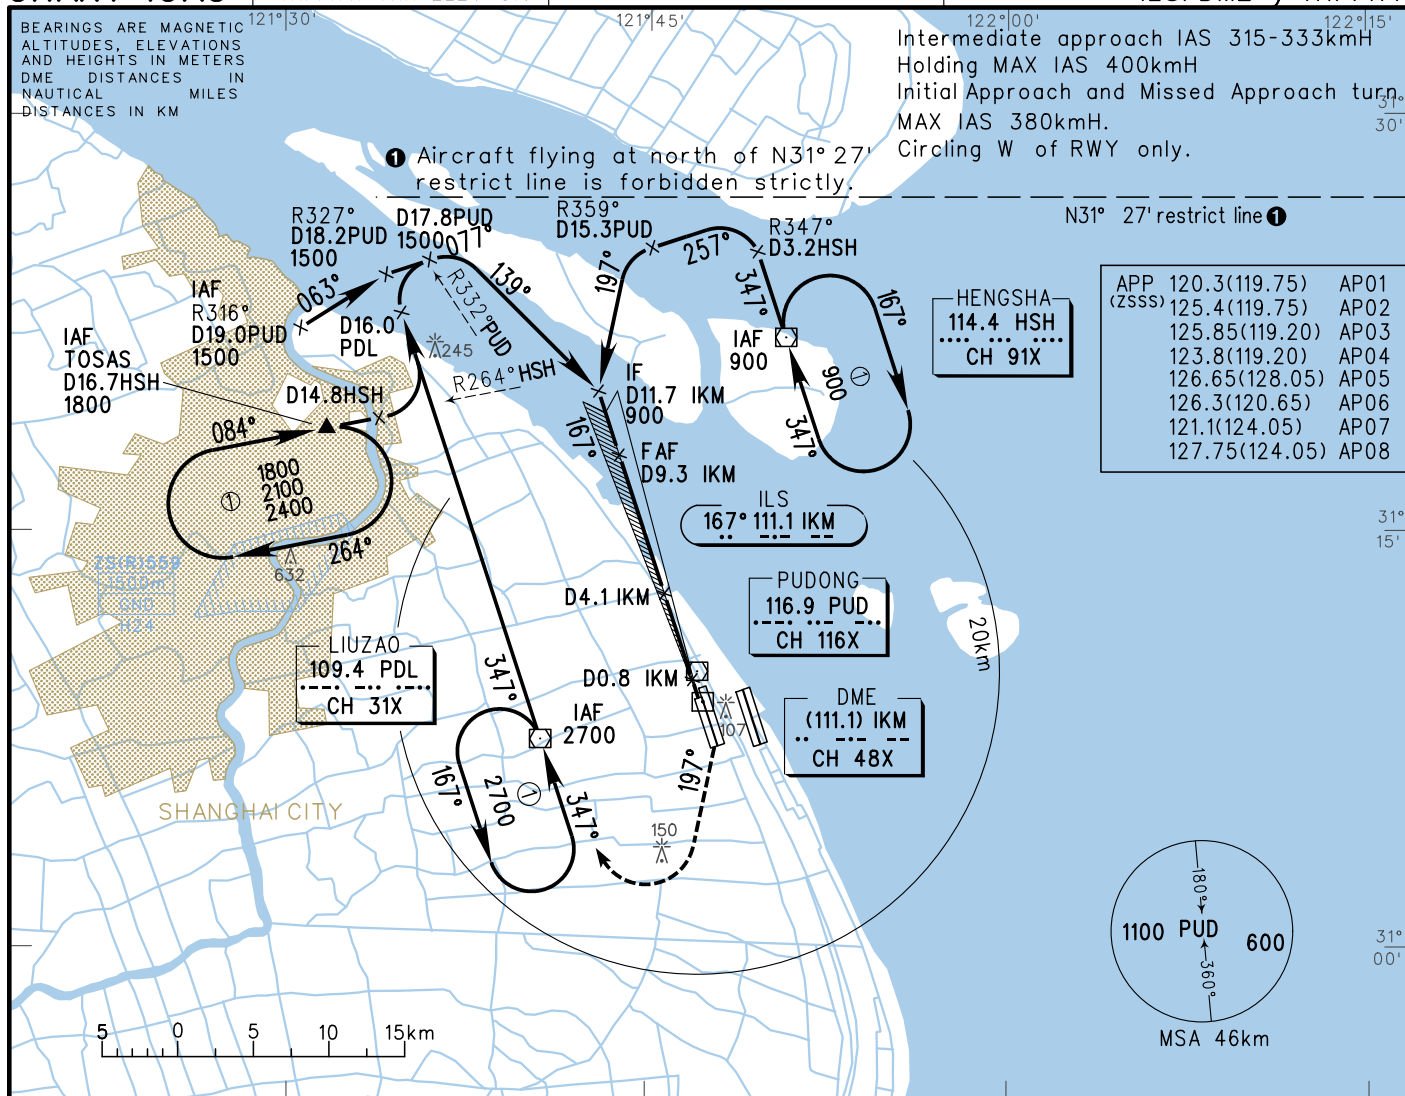 121°30'
121°45'
122°00'
122°15'
BEARINGS ARE MAGNETIC
ALTITUDES, ELEVATIONS
AND HEIGHTS IN METERS
DME DISTANCES IN
NAUTICAL MILES
DISTANCES IN KM
Intermediate approach IAS 315-333kmH
Holding MAX IAS 400kmH
Initial Approach and Missed Approach turn
MAX IAS 380kmH.
Circling W of RWY only.
31°
30'
❶ Aircraft flying at north of N31°27'
restrict line is forbidden strictly.
N31° 27' restrict line ❶
R327°
D18.2PUD
1500
D17.8PUD
1500
077°
R359°
D15.3PUD
257°
R347°
D3.2HSH
197°
347°
139°
063°
IAF
R316°
D19.0PUD
1500
D16.0
PDL
R332°PUD
245
R264°HSH
IAF
TOSAS
D16.7HSH
1800
D14.8HSH
084°
1800
2100
2400
1
264°
632
ZS(R)559
1500m
GND
H24
IAF
900
167°
900
1
347°
HENGSHA
114.4 HSH
CH 91X
APP 120.3(119.75) AP01
(ZSSS) 125.4(119.75) AP02
125.85(119.20) AP03
123.8(119.20) AP04
126.65(128.05) AP05
126.3(120.65) AP06
121.1(124.05) AP07
127.75(124.05) AP08
IF
D11.7 IKM
900
167°
FAF
D9.3 IKM
ILS
167° 111.1 IKM
31°
15'
D4.1 IKM
PUDONG
116.9 PUD
CH 116X
20km
LIUZAO
109.4 PDL
CH 31X
347°
D0.8 IKM
DME
(111.1) IKM
CH 48X
107
IAF
2700
167°
2700
1
347°
197°
150
SHANGHAI CITY
180°
1100 PUD 600
360°
MSA 46km
31°
00'
5 0 5 10 15km